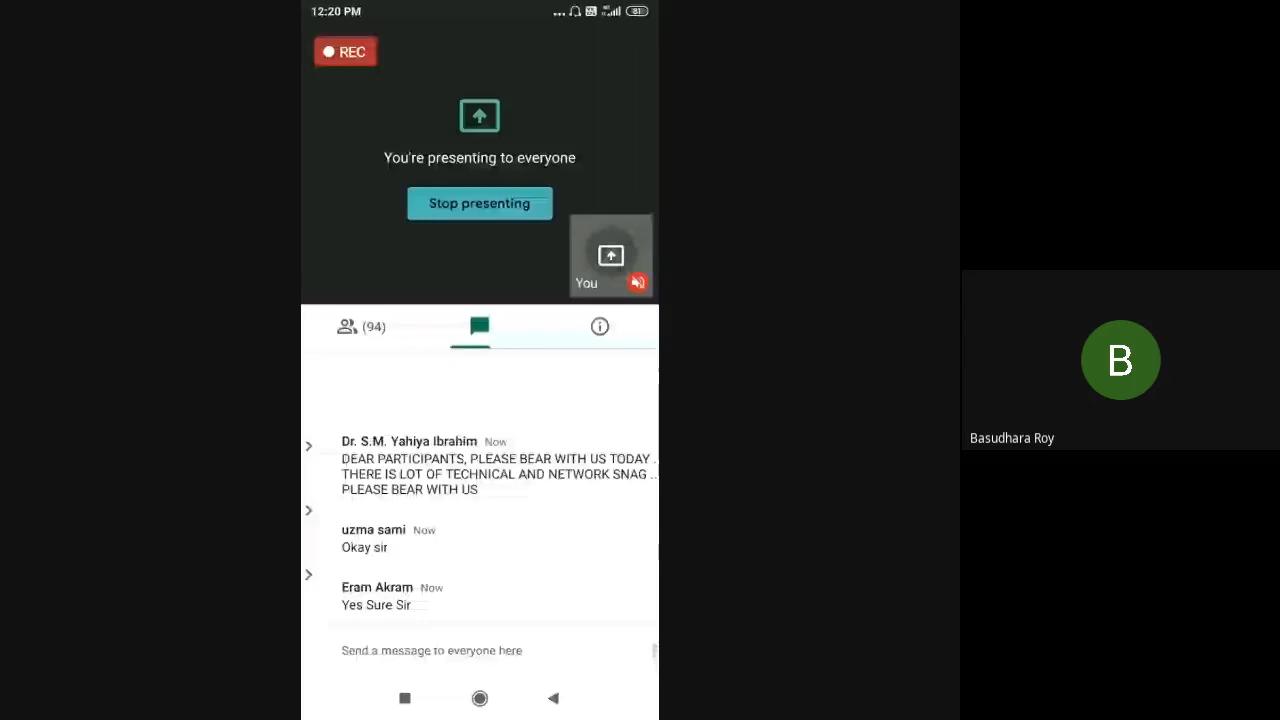 12:20 PM
81
REC
You're presenting to everyone
Stop presenting
You
(94)
Dr. S.M. Yahiya Ibrahim Now
DEAR PARTICIPANTS, PLEASE BEAR WITH US TODAY .
THERE IS LOT OF TECHNICAL AND NETWORK SNAG ..
PLEASE BEAR WITH US
uzma sami Now
Okay sir
Eram Akram Now
Yes Sure Sir
Send a message to everyone here
B
Basudhara Roy